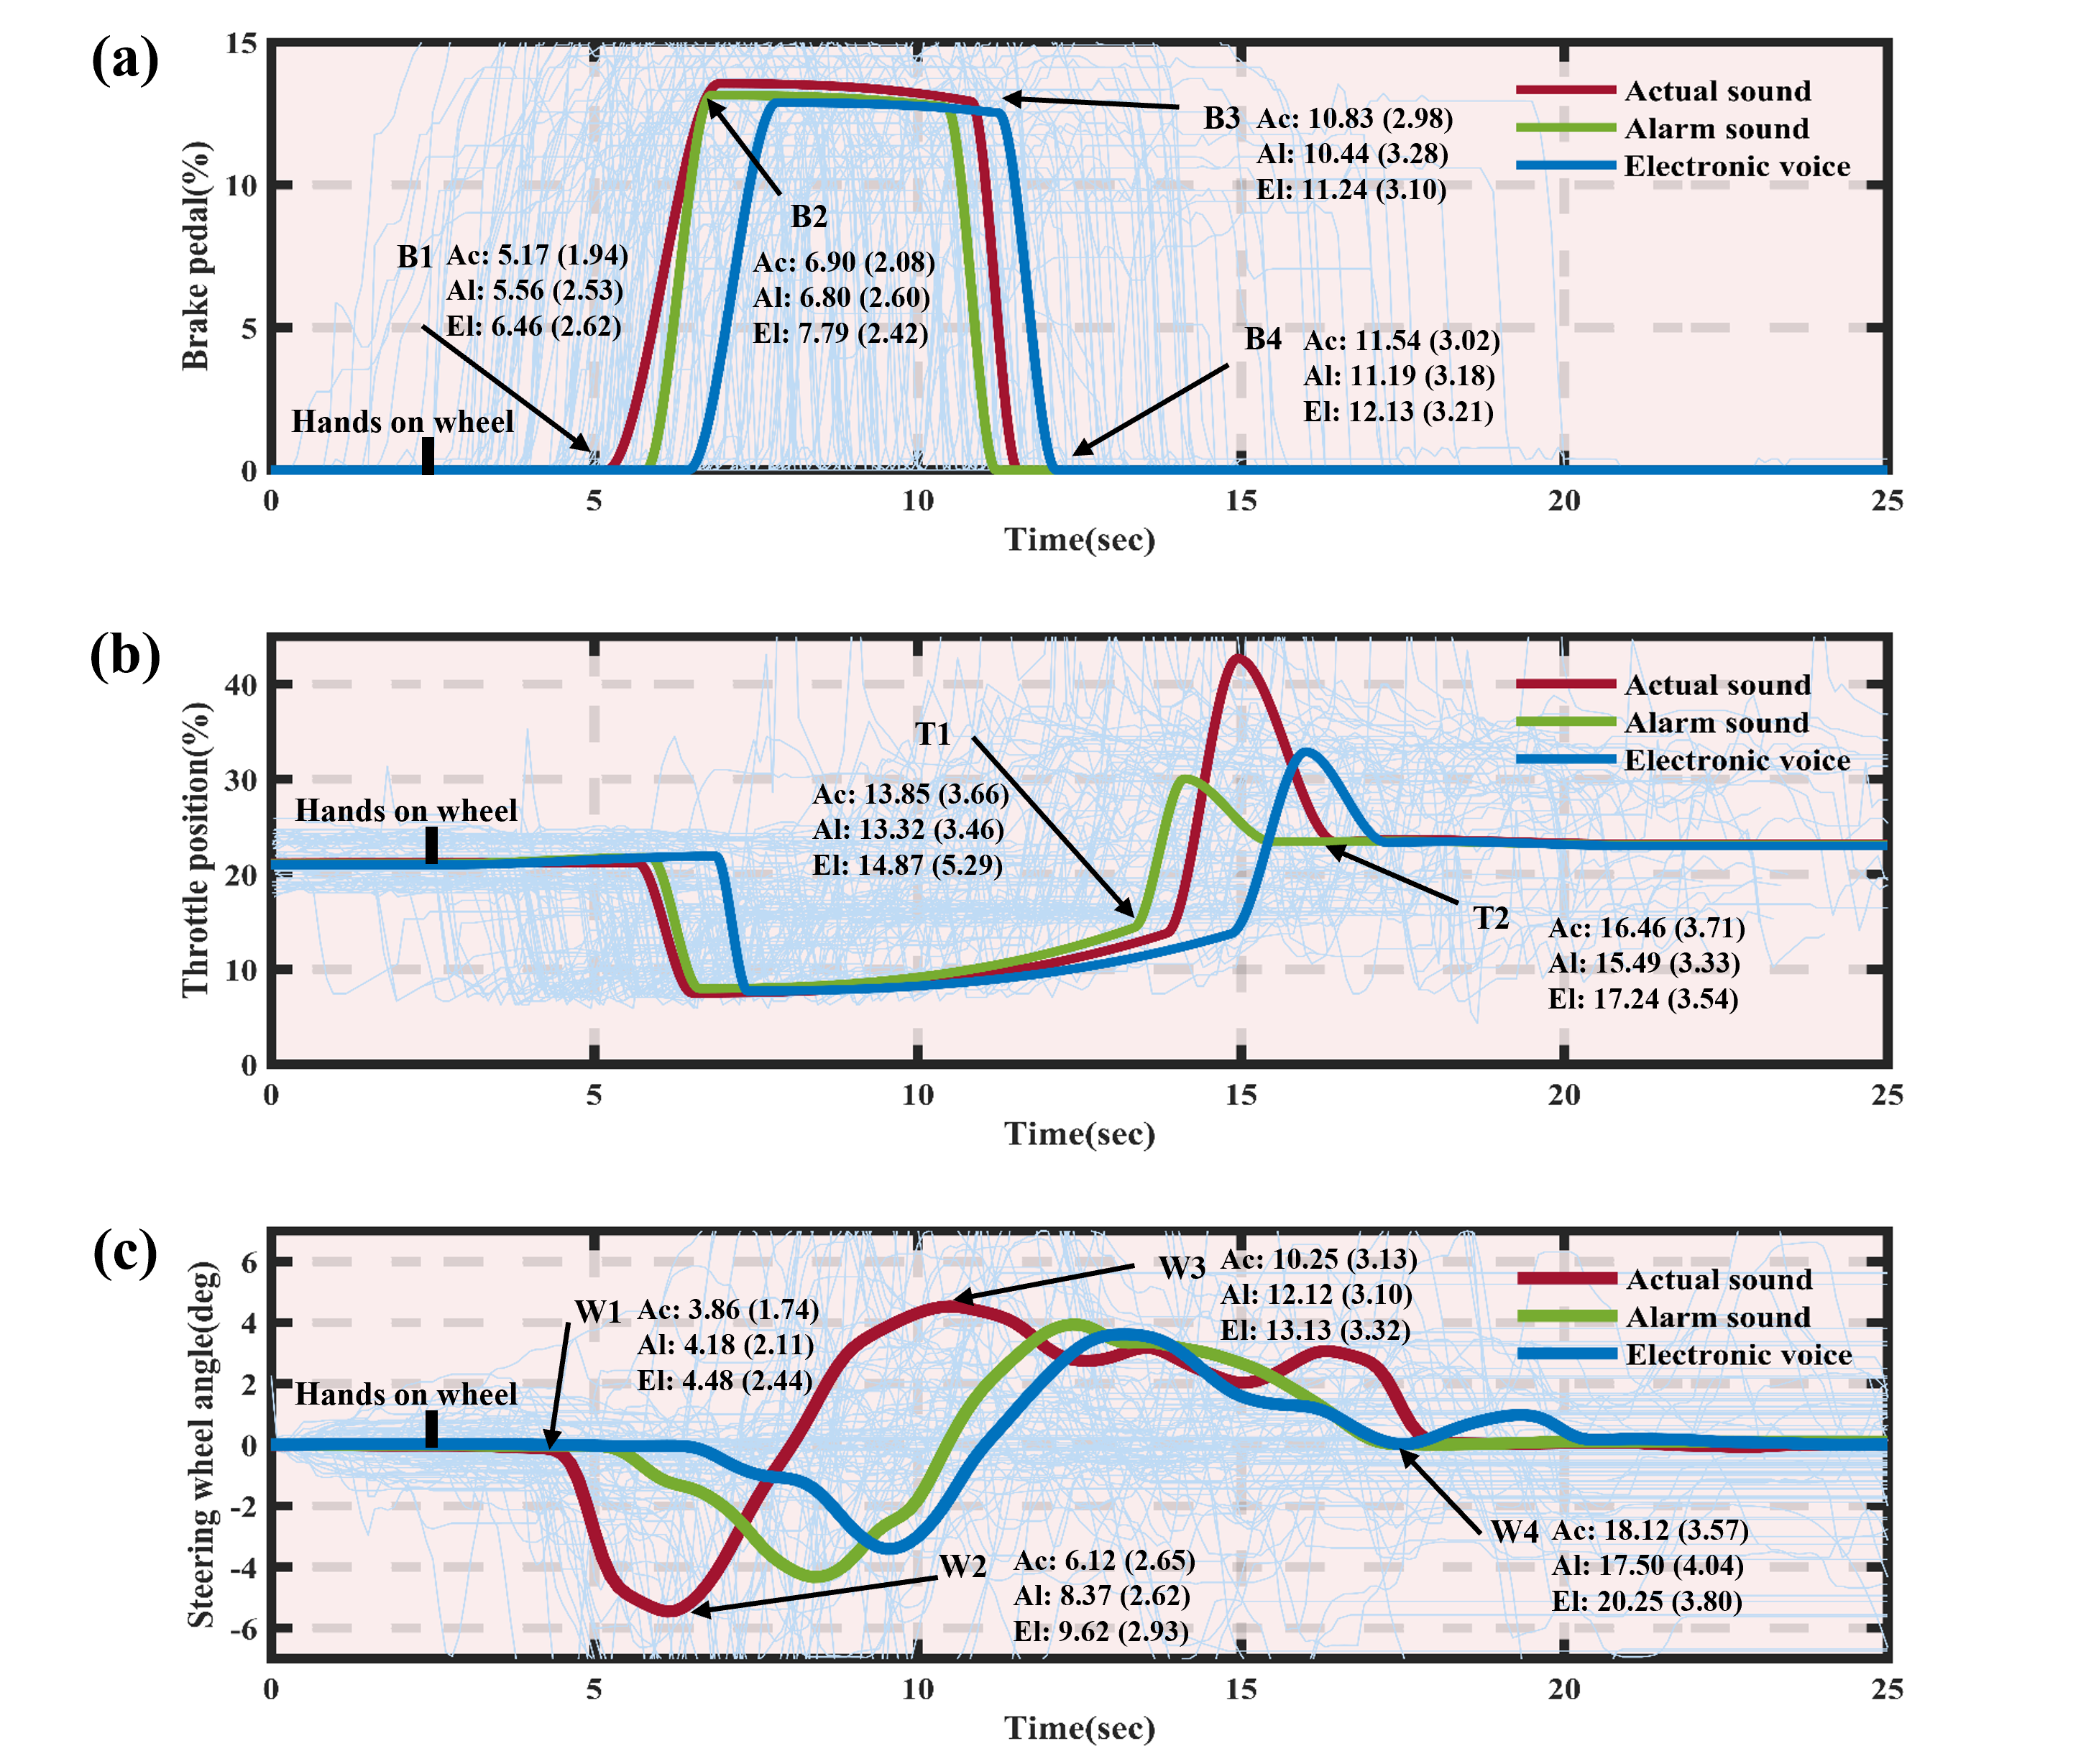 (a)
15
10
5
0
Brake pedal(%)
Actual sound
Alarm sound
Electronic voice
B1
Ac: 5.17 (1.94)
Al: 5.56 (2.53)
El: 6.46 (2.62)
B2
Ac: 6.90 (2.08)
Al: 6.80 (2.60)
El: 7.79 (2.42)
B3
Ac: 10.83 (2.98)
Al: 10.44 (3.28)
El: 11.24 (3.10)
B4
Ac: 11.54 (3.02)
Al: 11.19 (3.18)
El: 12.13 (3.21)
Hands on wheel
0 5 10 15 20 25
Time(sec)
(b)
40
30
20
10
0
Throttle position(%)
Actual sound
Alarm sound
Electronic voice
Hands on wheel
T1
Ac: 13.85 (3.66)
Al: 13.32 (3.46)
El: 14.87 (5.29)
T2
Ac: 16.46 (3.71)
Al: 15.49 (3.33)
El: 17.24 (3.54)
0 5 10 15 20 25
Time(sec)
(c)
6
4
2
0
-2
-4
-6
Steering wheel angle(deg)
Actual sound
Alarm sound
Electronic voice
Hands on wheel
W1
Ac: 3.86 (1.74)
Al: 4.18 (2.11)
El: 4.48 (2.44)
W2
Ac: 6.12 (2.65)
Al: 8.37 (2.62)
El: 9.62 (2.93)
W3
Ac: 10.25 (3.13)
Al: 12.12 (3.10)
El: 13.13 (3.32)
W4
Ac: 18.12 (3.57)
Al: 17.50 (4.04)
El: 20.25 (3.80)
0 5 10 15 20 25
Time(sec)